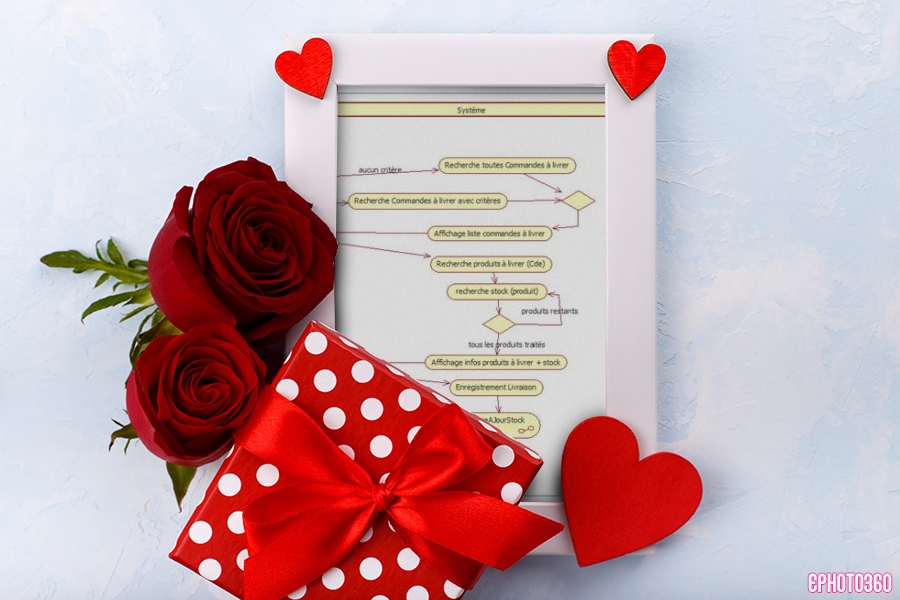 Système
aucun critère
Recherche toutes Commandes à livrer
Recherche Commandes à livrer avec critères
Affichage liste commandes à livrer
Recherche produits à livrer (Cde)
recherche stock (produit)
produits restants
tous les produits traités
Affichage infos produits à livrer + stock
Enregistrement Livraison
EPHOTO360